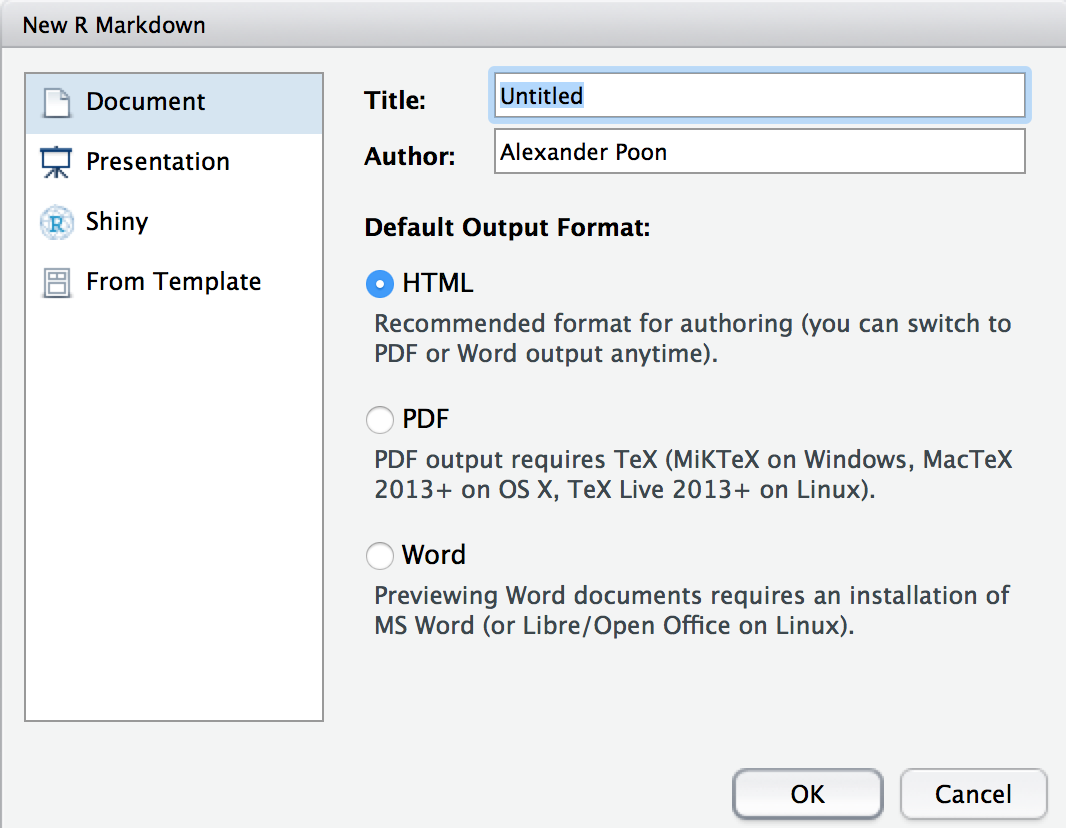 New R Markdown
Document
Presentation
Shiny
From Template
Title: Untitled
Author: Alexander Poon
Default Output Format:
HTML
Recommended format for authoring (you can switch to
PDF or Word output anytime).
PDF
PDF output requires TeX (MiKTeX on Windows, MacTeX
2013+ on OS X, TeX Live 2013+ on Linux).
Word
Previewing Word documents requires an installation of
MS Word (or Libre/Open Office on Linux).
OK Cancel